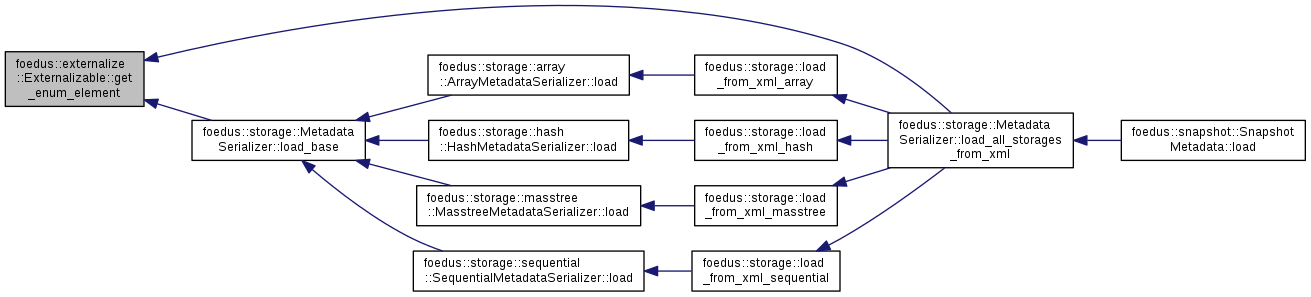 foedus::externalize
::Externalizable::get
_enum_element
foedus::storage::Metadata
Serializer::load_base
foedus::storage::array
::ArrayMetadataSerializer::load
foedus::storage::hash
::HashMetadataSerializer::load
foedus::storage::masstree
::MasstreeMetadataSerializer::load
foedus::storage::sequential
::SequentialMetadataSerializer::load
foedus::storage::load
_from_xml_array
foedus::storage::load
_from_xml_hash
foedus::storage::load
_from_xml_masstree
foedus::storage::load
_from_xml_sequential
foedus::storage::Metadata
Serializer::load_all_storages
_from_xml
foedus::snapshot::Snapshot
Metadata::load